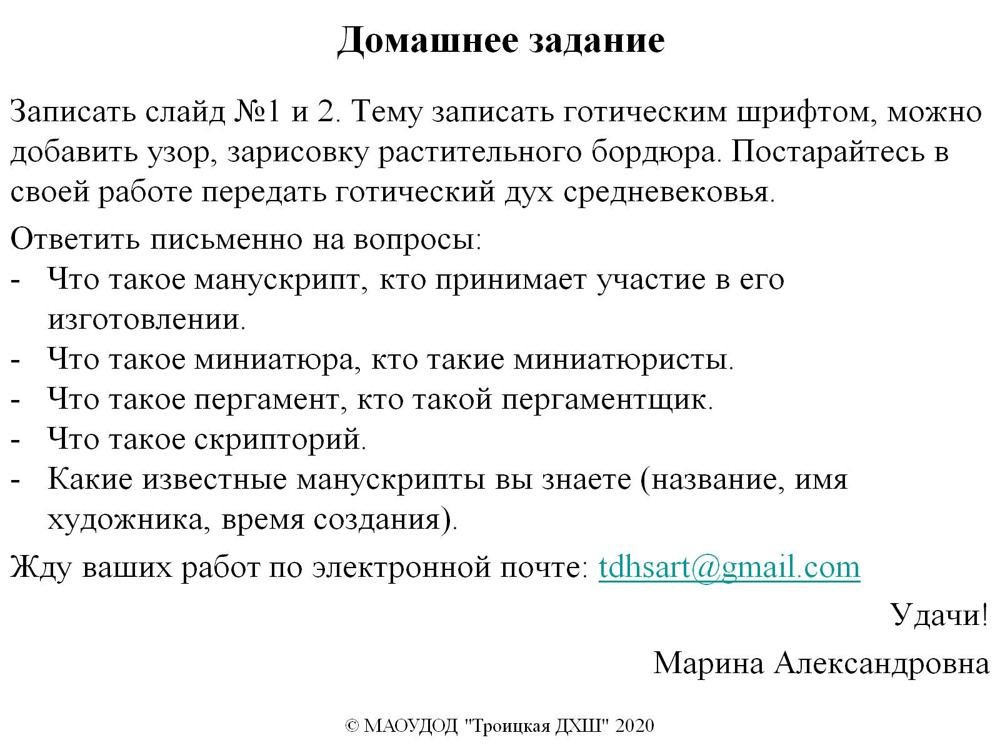 Домашнее задание
Записать слайд №1 и 2. Тему записать готическим шрифтом, можно
добавить узор, зарисовку растительного бордюра. Постарайтесь в
своей работе передать готический дух средневековья.
Ответить письменно на вопросы:
- Что такое манускрипт, кто принимает участие в его
изготовлении.
- Что такое миниатюра, кто такие миниатюристы.
- Что такое пергамент, кто такой пергаментщик.
- Что такое скрипторий.
- Какие известные манускрипты вы знаете (название, имя
художника, время создания).
Жду ваших работ по электронной почте: tdhsart@gmail.com
Удачи!
Марина Александровна
© МАОУДОД "Троицкая ДХШ" 2020